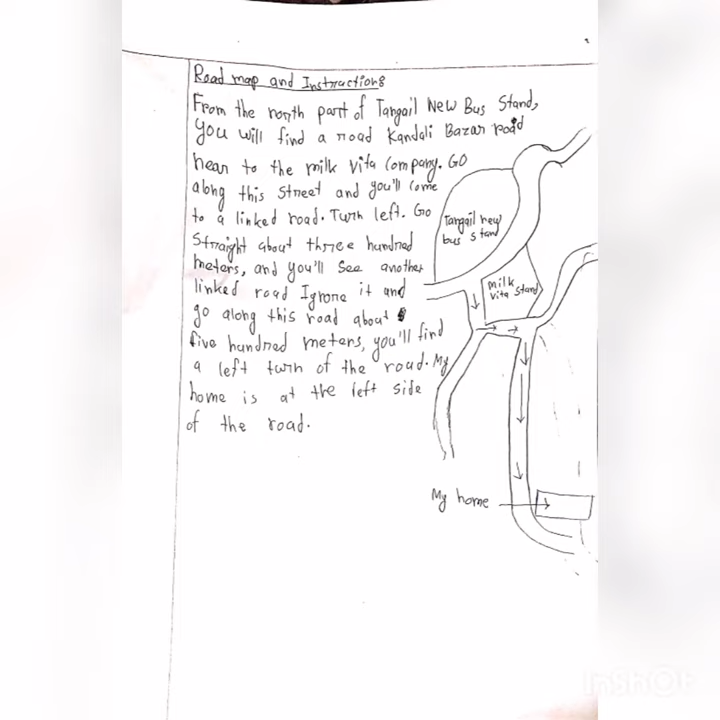 Road map and Instructions
From the north part of Tangail New Bus Stand,
you will find a road Kandali Bazar road
near to the milk vita Company. GO
along this street and you'll come
to a linked road. Turn left. Go
straight about three hundred
meters, and you'll see another
linked road Ignore it and
go along this road about
five hundred meters, you'll find
a left turn of the road. My
home is at the left side
of the road.
Tangail new
bus stand
milk
vita stand
My home
InShOt